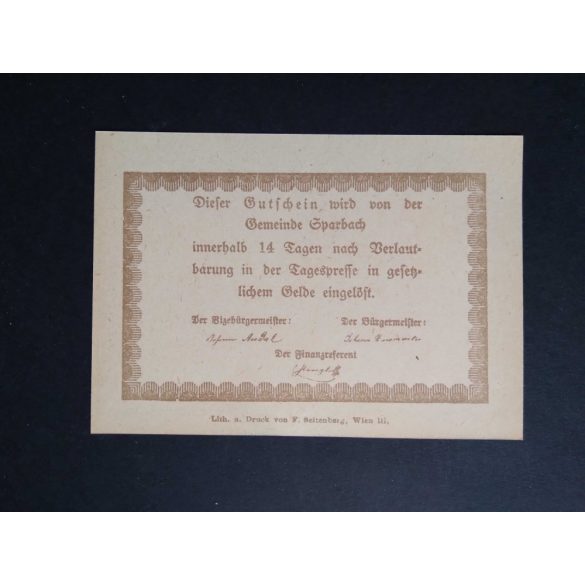 Dieser Gutschein wird von der
Gemeinde Sparbach
innerhalb 14 Tagen nach Verlaut-
barung in der Tagespresse in gesetz-
lichem Gelde eingelöst.
Der Vizebürgermeister: Der Bürgermeister:
Johann
Der Finanzreferent
Lith. u. Druck von F. Seitenberg, Wien III,